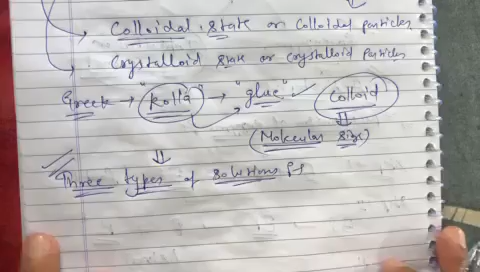 Colloidal State or Colloidal particles
Crystalloid State or Crystalloid Particles
Greek → "Kolla" → "glue" Colloid
(Molecular Size)
Three types of solutions :-